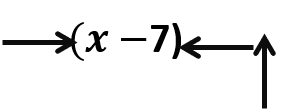 (x – 7)